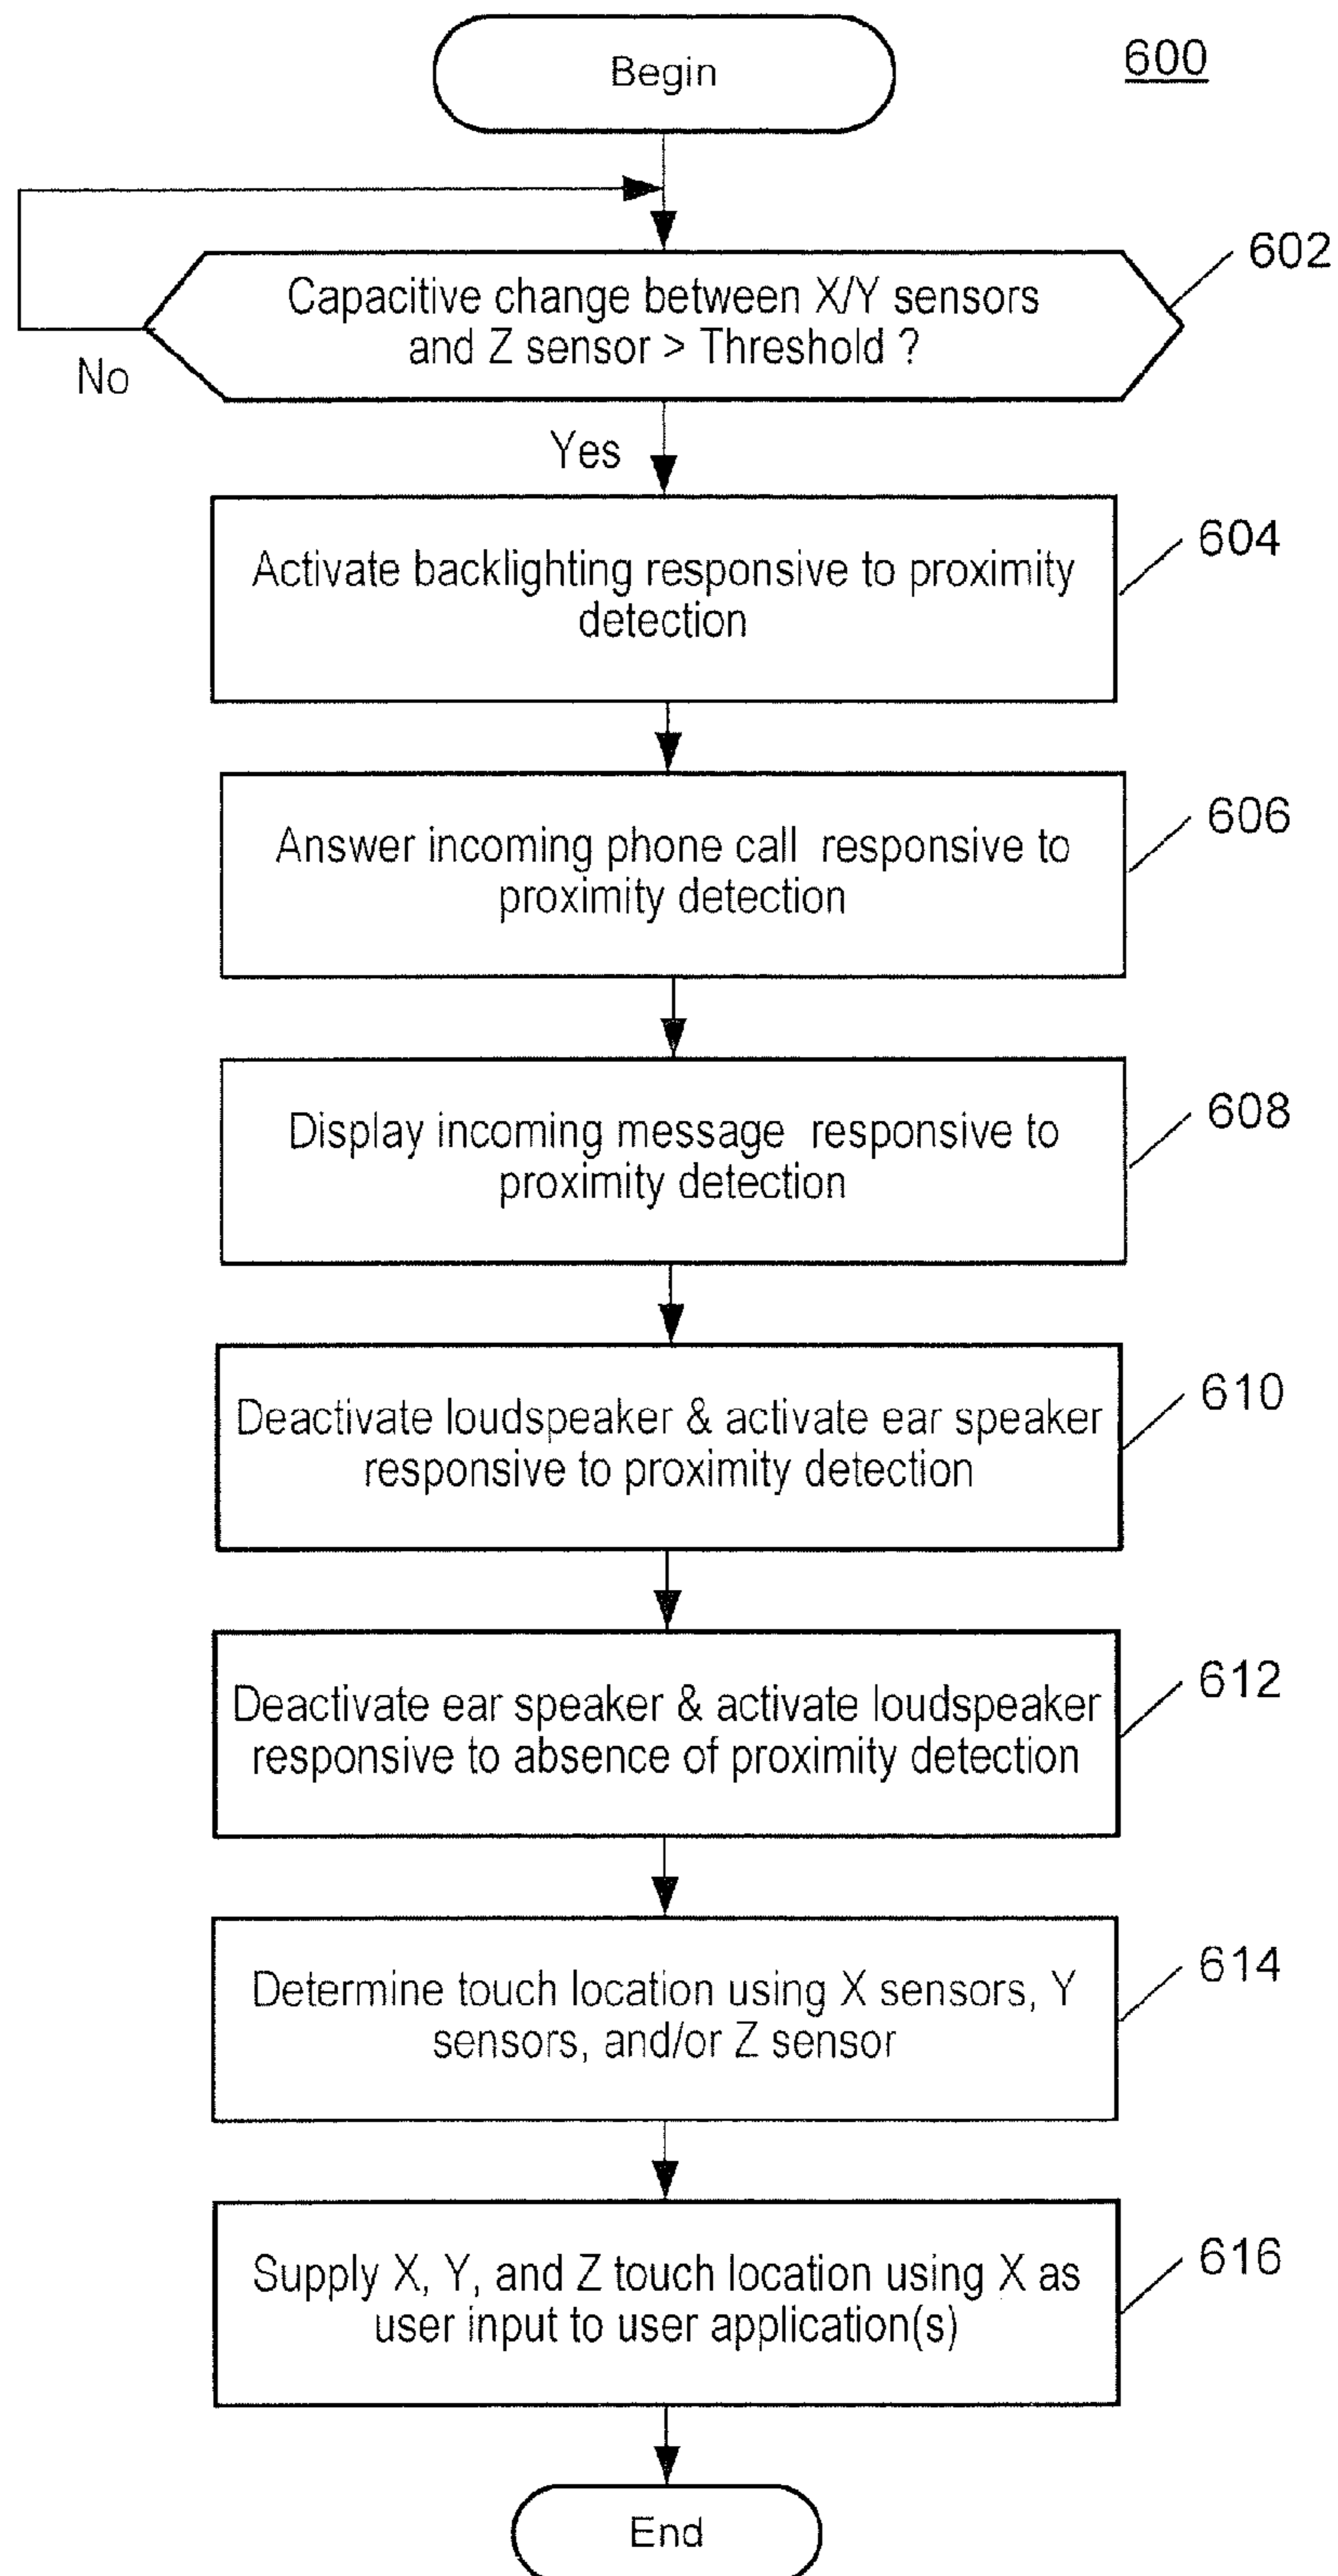 Begin
600
Capacitive change between X/Y sensors
and Z sensor > Threshold ?
602
No
Yes
Activate backlighting responsive to proximity
detection
604
Answer incoming phone call responsive to
proximity detection
606
Display incoming message responsive to
proximity detection
608
Deactivate loudspeaker & activate ear speaker
responsive to proximity detection
610
Deactivate ear speaker & activate loudspeaker
responsive to absence of proximity detection
612
Determine touch location using X sensors, Y
sensors, and/or Z sensor
614
Supply X, Y, and Z touch location using X as
user input to user application(s)
616
End